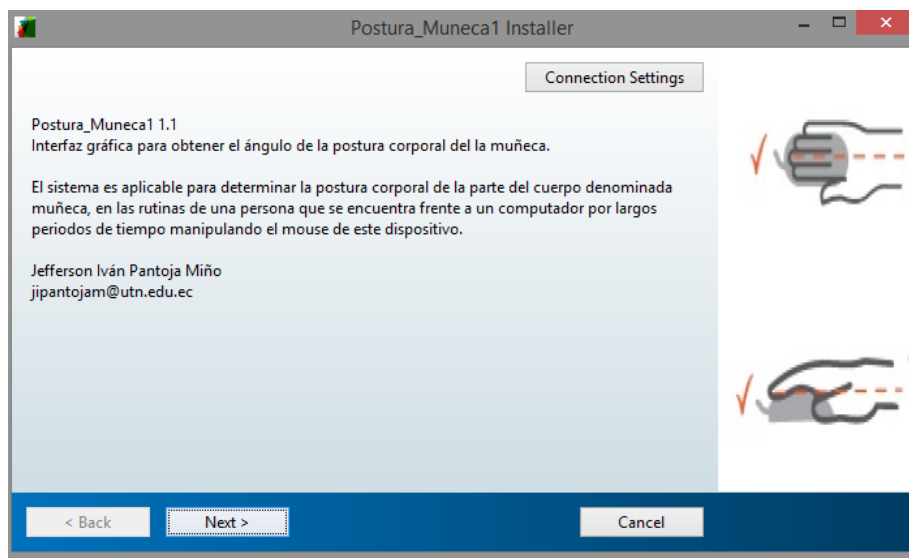 Postura_Muneca1 Installer
Connection Settings
Postura_Muneca1 1.1
Interfaz gráfica para obtener el ángulo de la postura corporal del la muñeca.
El sistema es aplicable para determinar la postura corporal de la parte del cuerpo denominada
muñeca, en las rutinas de una persona que se encuentra frente a un computador por largos
periodos de tiempo manipulando el mouse de este dispositivo.
Jefferson Iván Pantoja Miño
jipantojam@utn.edu.ec
< Back
Next >
Cancel